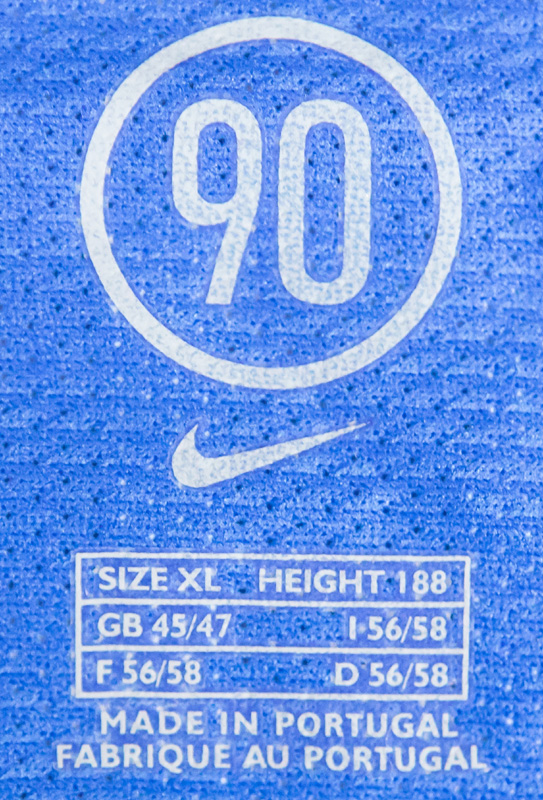 90
SIZE XL HEIGHT 188
GB 45/47 I 56/58
F 56/58 D 56/58
MADE IN PORTUGAL
FABRIQUE AU PORTUGAL